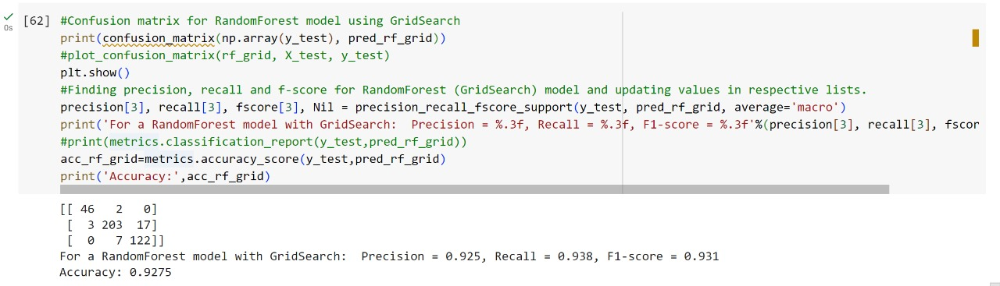 [62] #Confusion matrix for RandomForest model using GridSearch
print(confusion_matrix(np.array(y_test), pred_rf_grid))
#plot_confusion_matrix(rf_grid, X_test, y_test)
0s
plt.show()
#Finding precision, recall and f-score for RandomForest (GridSearch) model and updating values in respective lists.
precision[3], recall[3], fscore[3], Nil = precision_recall_fscore_support(y_test, pred_rf_grid, average='macro')
print('For a RandomForest model with GridSearch:  Precision = %.3f, Recall = %.3f, F1-score = %.3f'%(precision[3], recall[3], fscor
#print(metrics.classification_report(y_test,pred_rf_grid))
acc_rf_grid=metrics.accuracy_score(y_test,pred_rf_grid)
print('Accuracy:',acc_rf_grid)
[[ 46   2   0]
 [  3 203  17]
 [  0   7 122]]
For a RandomForest model with GridSearch:  Precision = 0.925, Recall = 0.938, F1-score = 0.931
Accuracy: 0.9275